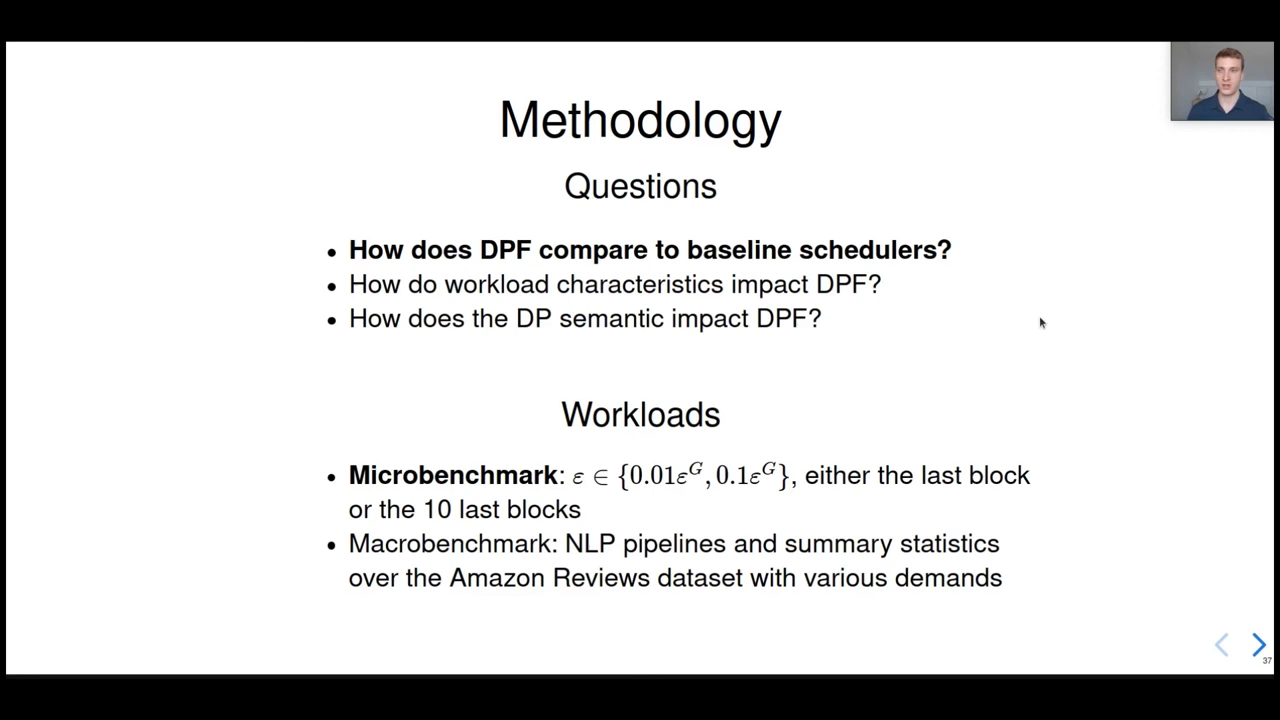 Methodology
Questions
• How does DPF compare to baseline schedulers?
• How do workload characteristics impact DPF?
• How does the DP semantic impact DPF?
Workloads
• Microbenchmark: ε ∈ {0.01ε^G, 0.1ε^G}, either the last block
or the 10 last blocks
• Macrobenchmark: NLP pipelines and summary statistics
over the Amazon Reviews dataset with various demands
37